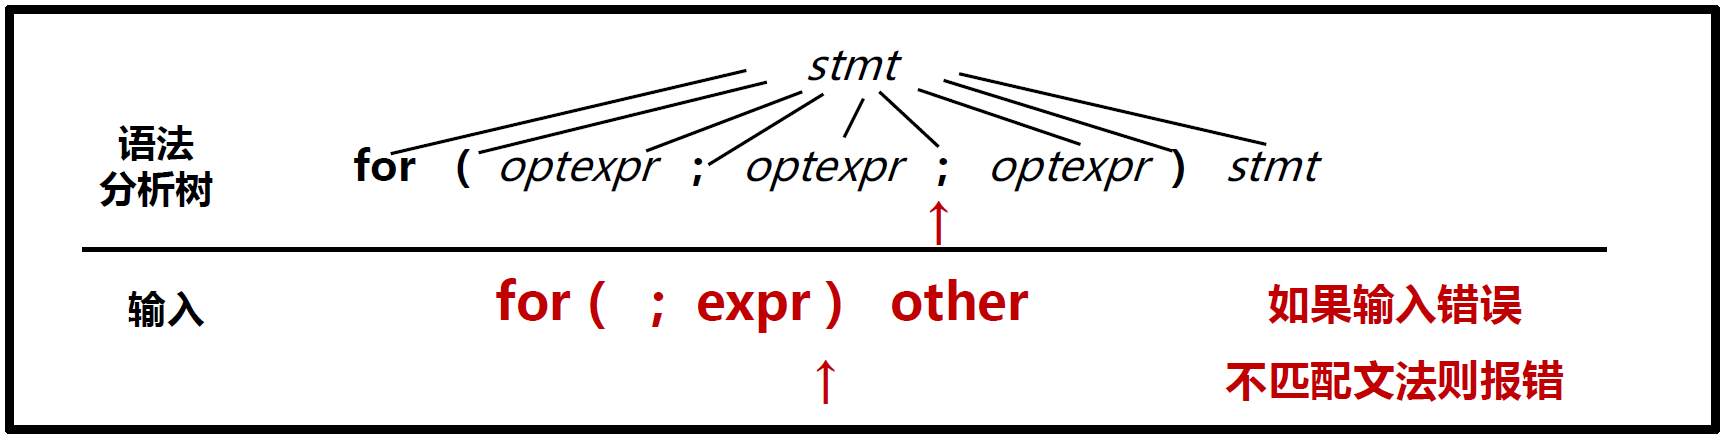 stmt
语法
分析树
for ( optexpr ; optexpr ; optexpr ) stmt
↑
输入
for ( ; expr ) other
如果输入错误
↑
不匹配文法则报错